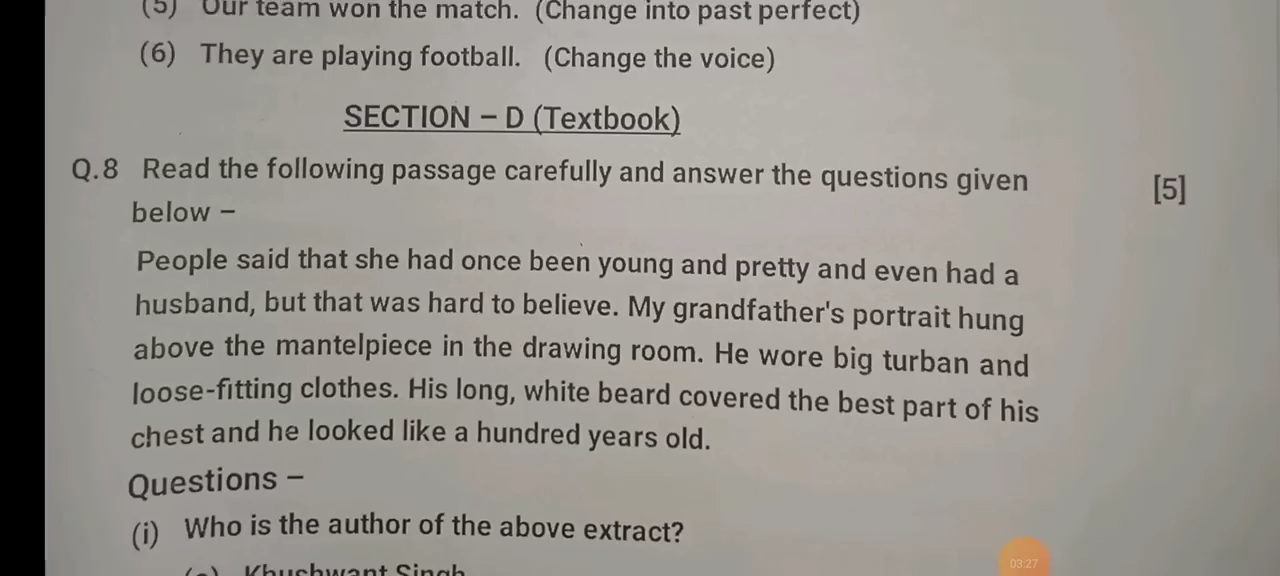 (5) Our team won the match. (Change into past perfect)
(6) They are playing football. (Change the voice)
SECTION – D (Textbook)
Q.8 Read the following passage carefully and answer the questions given [5]
below –
People said that she had once been young and pretty and even had a
husband, but that was hard to believe. My grandfather's portrait hung
above the mantelpiece in the drawing room. He wore big turban and
loose-fitting clothes. His long, white beard covered the best part of his
chest and he looked like a hundred years old.
Questions –
(i) Who is the author of the above extract?
(a) Khushwant Singh
03:27